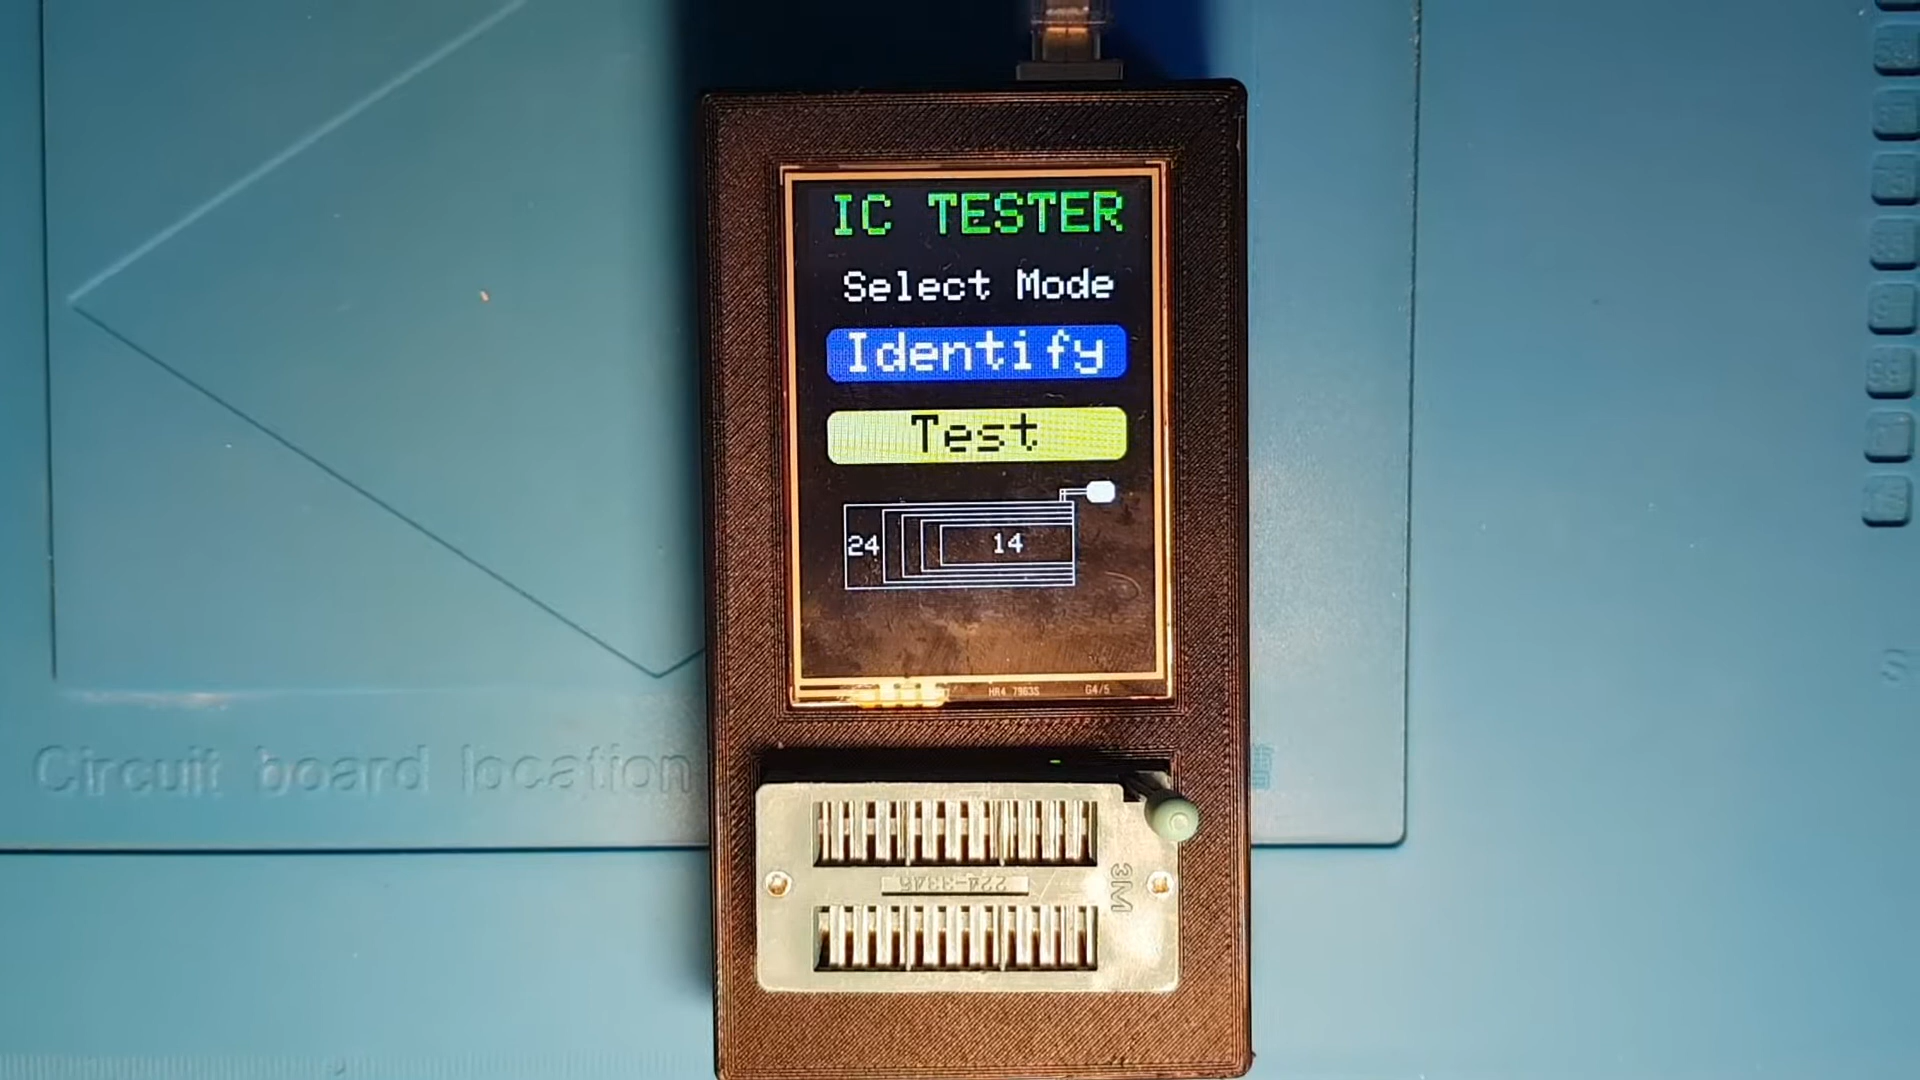 IC TESTER
Select Mode
Identify
Test
24
14
HR4 7963S G4/5
Circuit board location
224-3345
3M